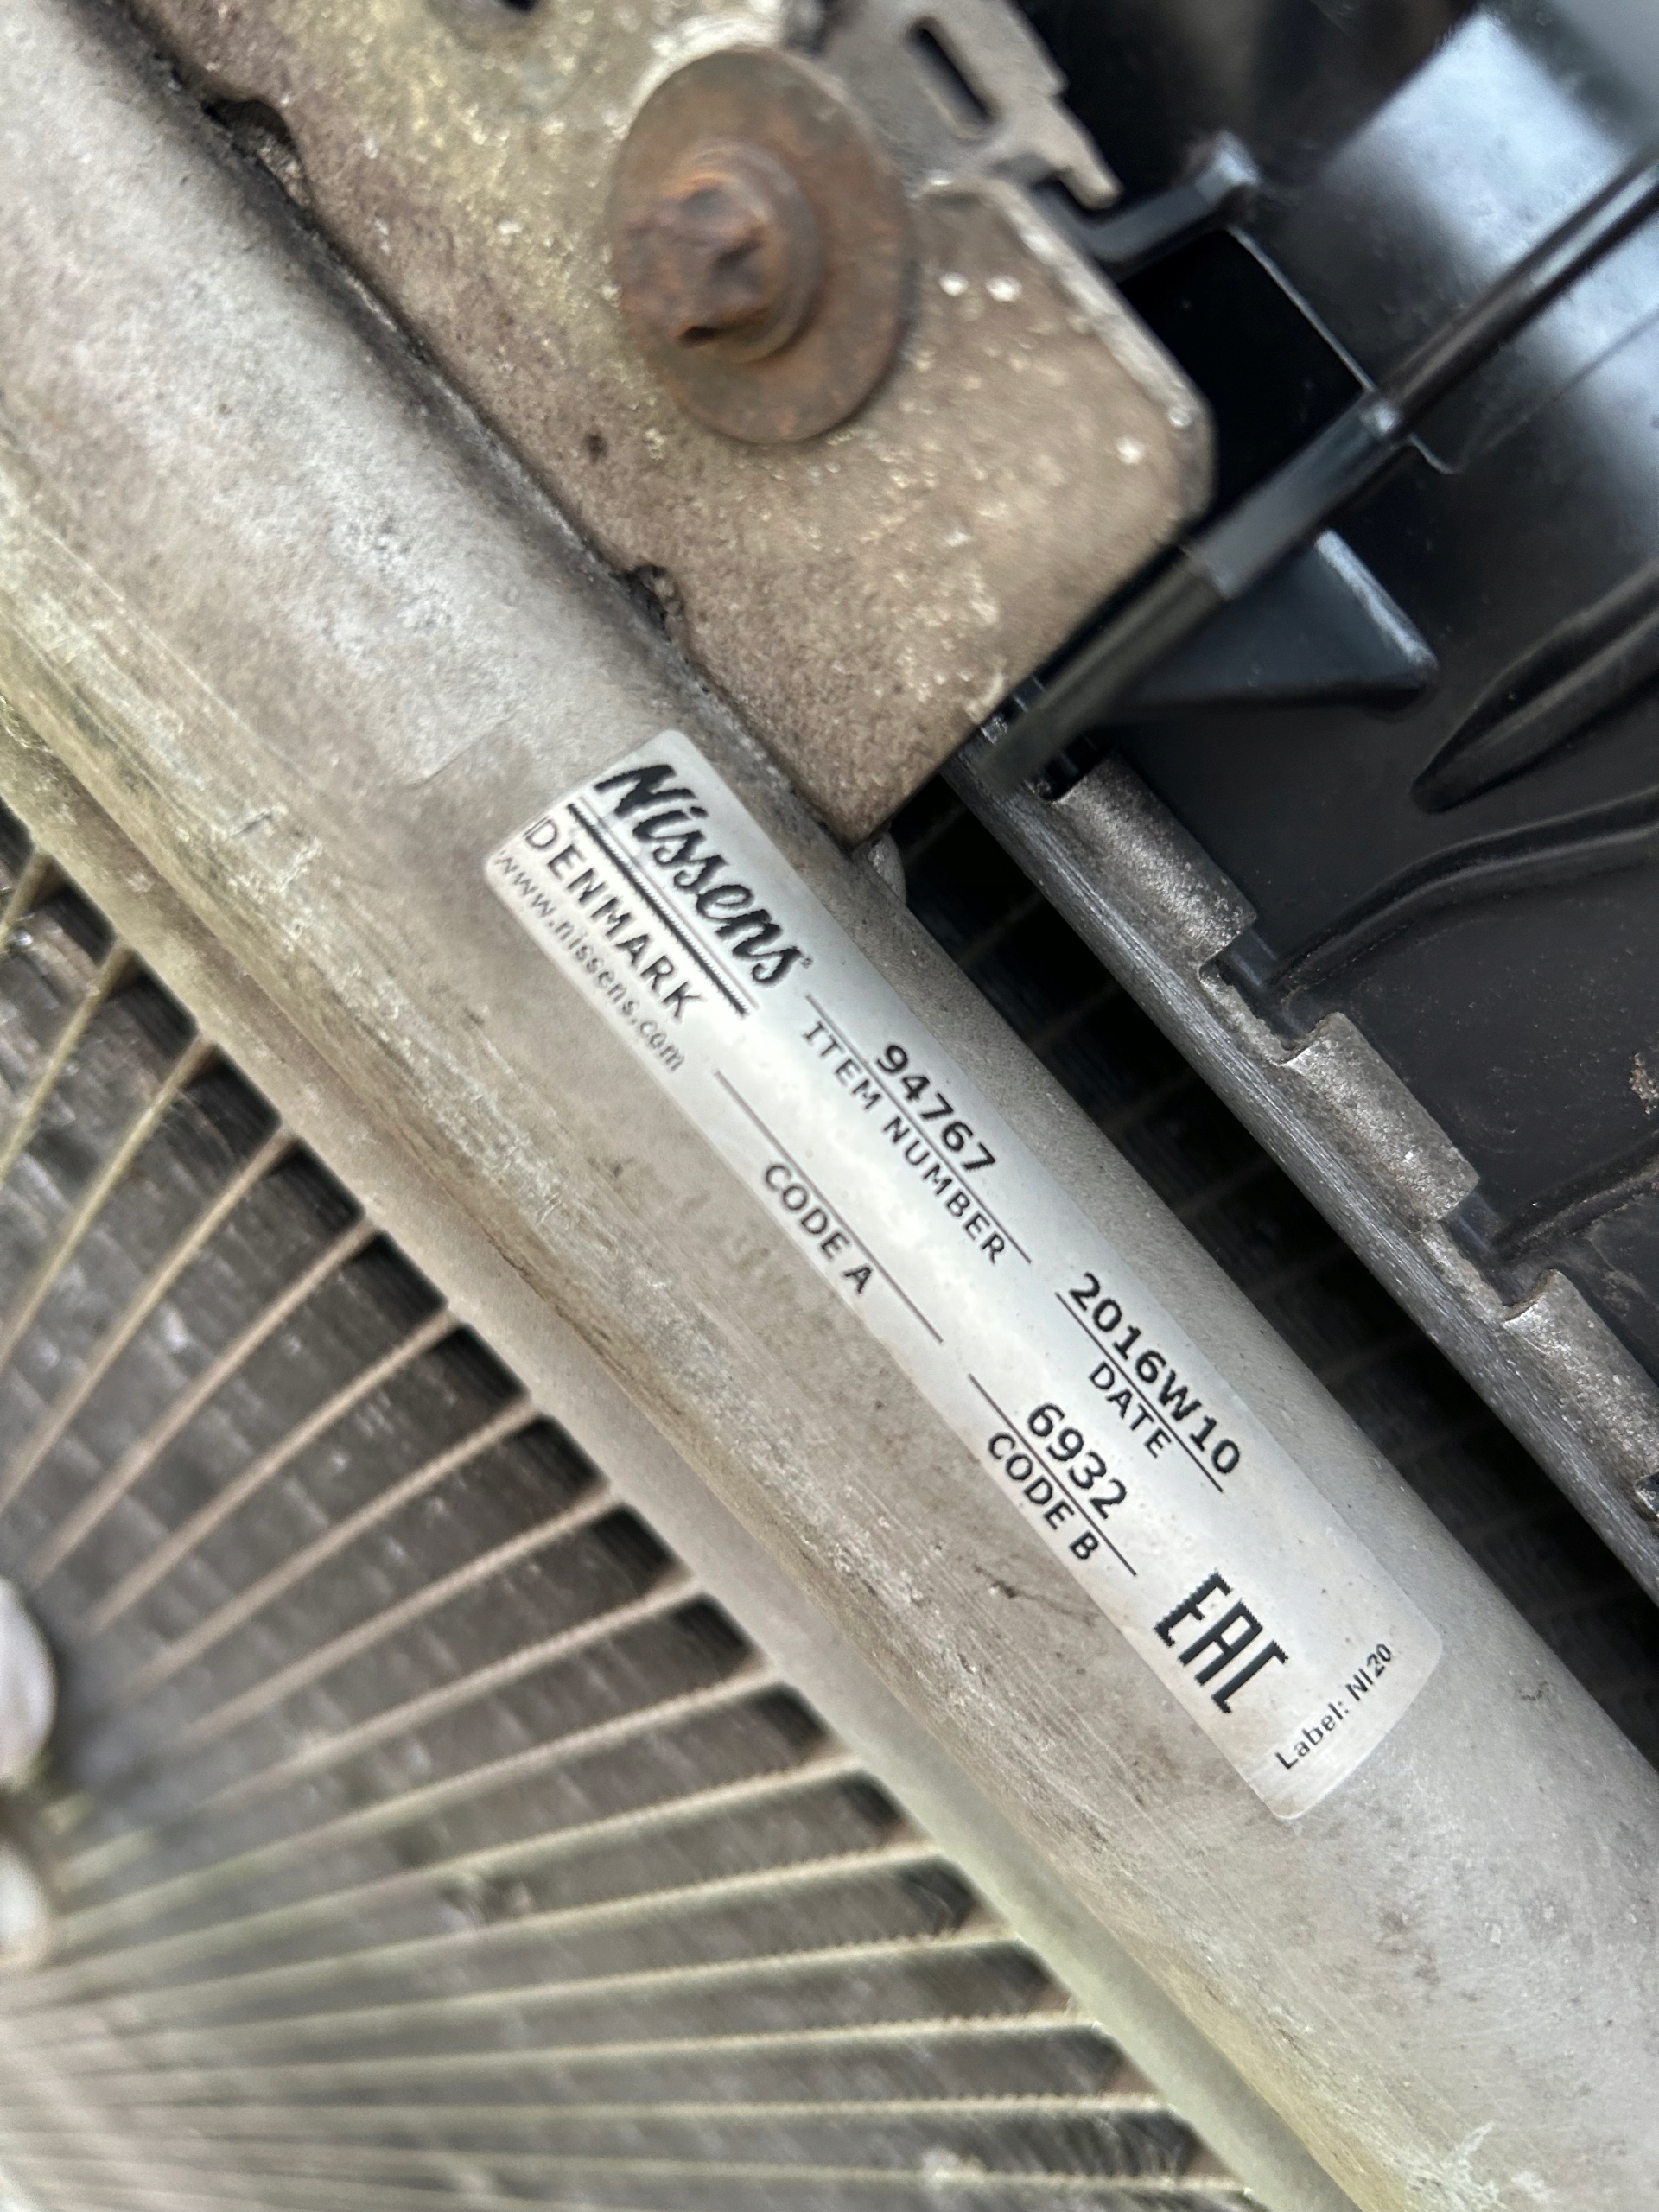 Nissens®
DENMARK
www.nissens.com
94767
ITEM NUMBER
CODE A
2016W10
DATE
6932
CODE B
EAC
Label: NI20